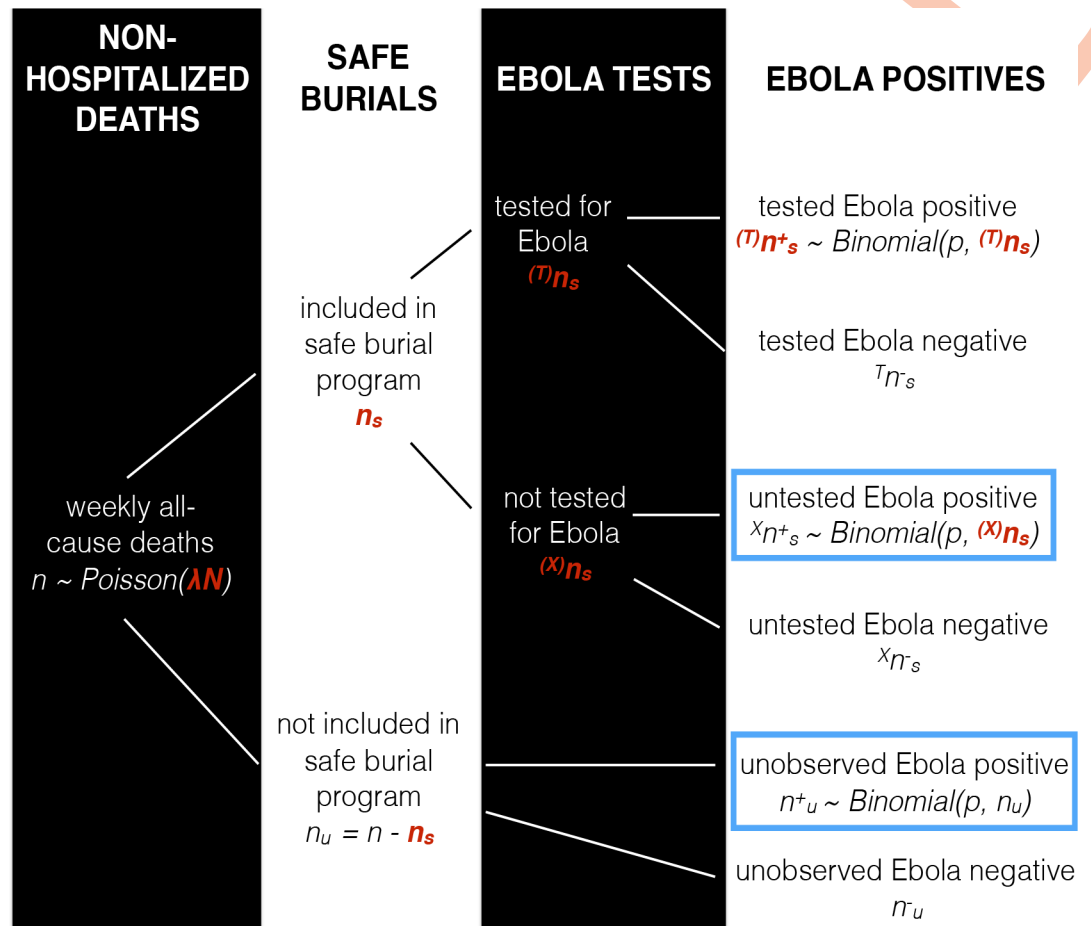 NON-
HOSPITALIZED
DEATHS
SAFE
BURIALS
EBOLA TESTS
EBOLA POSITIVES
weekly all-
cause deaths
n ~ Poisson(λN)
included in
safe burial
program
nₛ
not included in
safe burial
program
nᵤ = n - nₛ
tested for
Ebola
⁽ᵀ⁾nₛ
not tested
for Ebola
⁽ˣ⁾nₛ
tested Ebola positive
⁽ᵀ⁾n⁺ₛ ~ Binomial(p, ⁽ᵀ⁾nₛ)
tested Ebola negative
ᵀn⁻ₛ
untested Ebola positive
ˣn⁺ₛ ~ Binomial(p, ⁽ˣ⁾nₛ)
untested Ebola negative
ˣn⁻ₛ
unobserved Ebola positive
n⁺ᵤ ~ Binomial(p, nᵤ)
unobserved Ebola negative
n⁻ᵤ